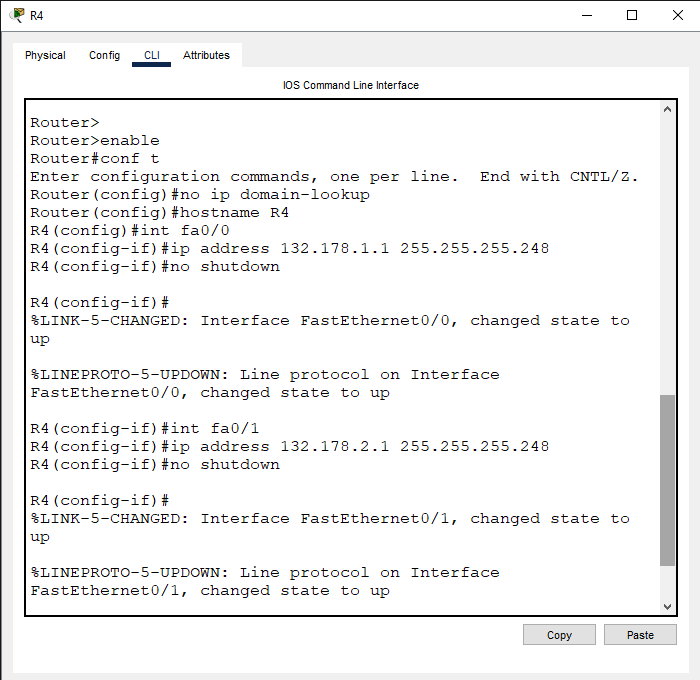 R4
Physical Config CLI Attributes
IOS Command Line Interface
Router>
Router>enable
Router#conf t
Enter configuration commands, one per line.  End with CNTL/Z.
Router(config)#no ip domain-lookup
Router(config)#hostname R4
R4(config)#int fa0/0
R4(config-if)#ip address 132.178.1.1 255.255.255.248
R4(config-if)#no shutdown
R4(config-if)#
%LINK-5-CHANGED: Interface FastEthernet0/0, changed state to
up
%LINEPROTO-5-UPDOWN: Line protocol on Interface
FastEthernet0/0, changed state to up
R4(config-if)#int fa0/1
R4(config-if)#ip address 132.178.2.1 255.255.255.248
R4(config-if)#no shutdown
R4(config-if)#
%LINK-5-CHANGED: Interface FastEthernet0/1, changed state to
up
%LINEPROTO-5-UPDOWN: Line protocol on Interface
FastEthernet0/1, changed state to up
Copy Paste